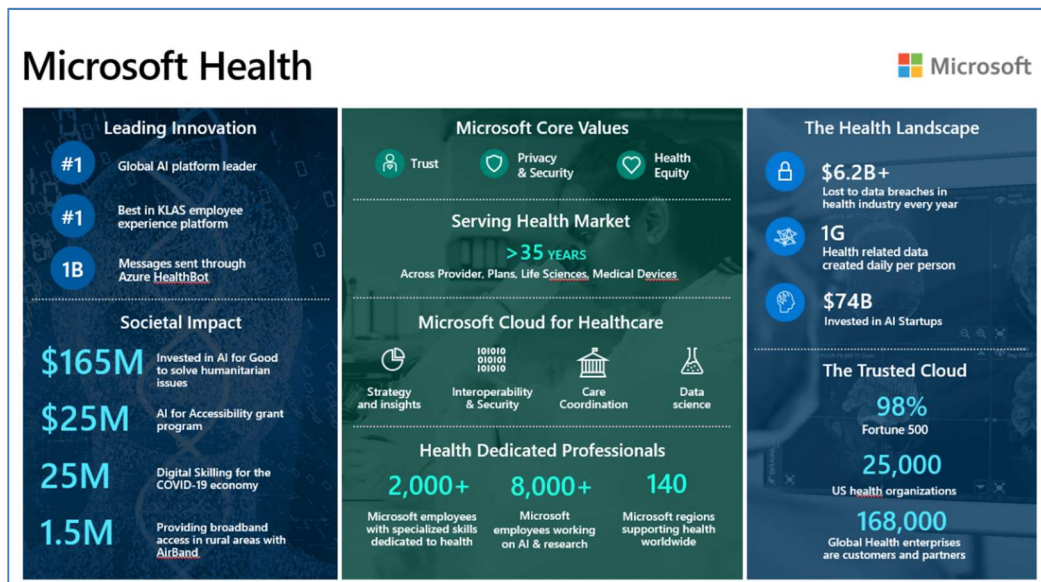 Microsoft Health
Microsoft
Leading Innovation
#1
Global AI platform leader
#1
Best in KLAS employee
experience platform
1B
Messages sent through
Azure HealthBot
Societal Impact
$165M
Invested in AI for Good
to solve humanitarian
issues
$25M
AI for Accessibility grant
program
25M
Digital Skilling for the
COVID-19 economy
1.5M
Providing broadband
access in rural areas with
AirBand
Microsoft Core Values
Trust
Privacy
& Security
Health
Equity
Serving Health Market
>35 YEARS
Across Provider, Plans, Life Sciences, Medical Devices
Microsoft Cloud for Healthcare
101010
010101
101010
Strategy
and insights
Interoperability
& Security
Care
Coordination
Data
science
Health Dedicated Professionals
2,000+
Microsoft employees
with specialized skills
dedicated to health
8,000+
Microsoft
employees working
on AI & research
140
Microsoft regions
supporting health
worldwide
The Health Landscape
$6.2B+
Lost to data breaches in
health industry every year
1G
Health related data
created daily per person
$74B
Invested in AI Startups
The Trusted Cloud
98%
Fortune 500
25,000
US health organizations
168,000
Global Health enterprises
are customers and partners